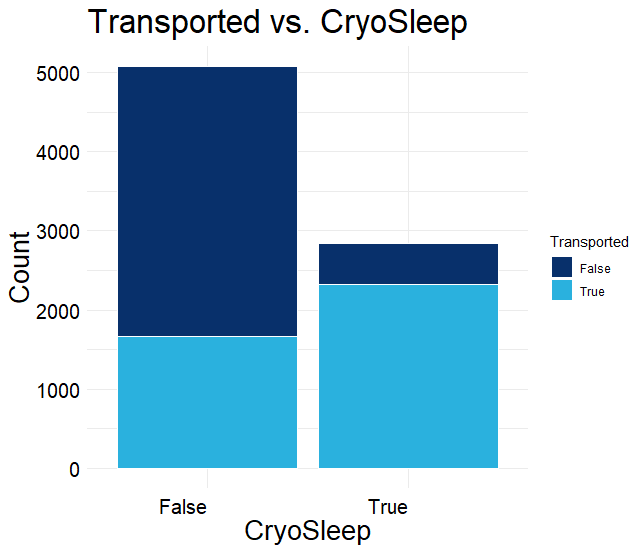 Transported vs. CryoSleep
5000
4000
3000
2000
1000
0
Count
False
True
CryoSleep
Transported
False
True